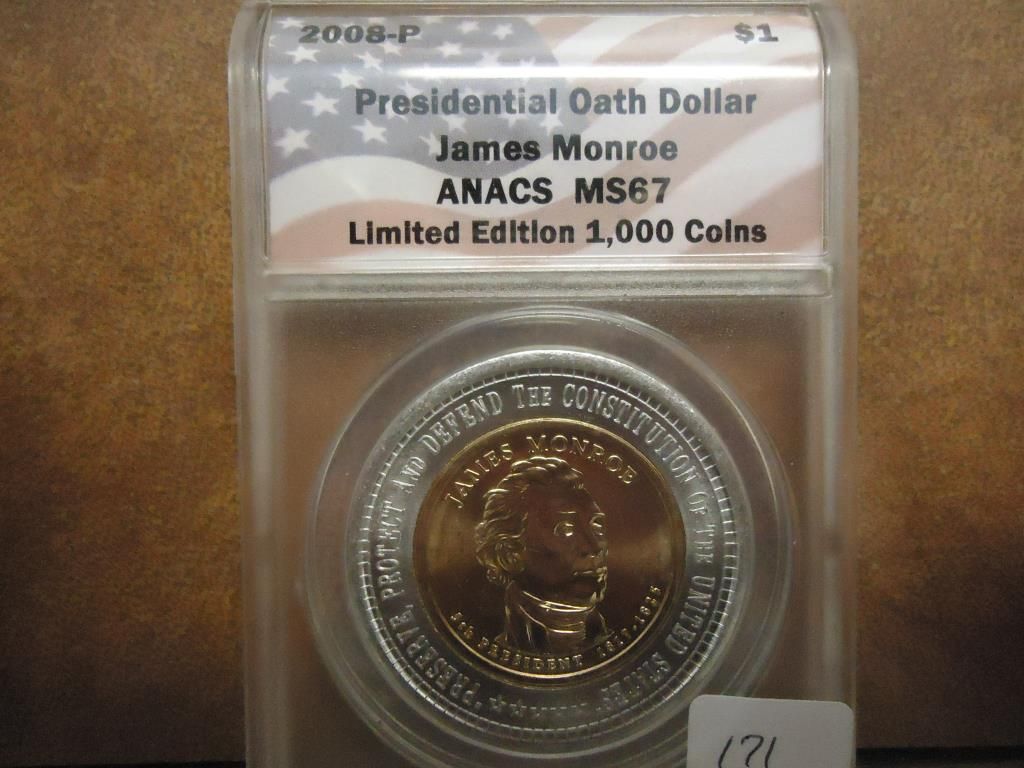 2008-P $1
Presidential Oath Dollar
James Monroe
ANACS MS67
Limited Edition 1,000 Coins
"PRESERVE, PROTECT AND DEFEND THE CONSTITUTION OF THE UNITED STATES"
JAMES MONROE
5th PRESIDENT 1817-1825
171